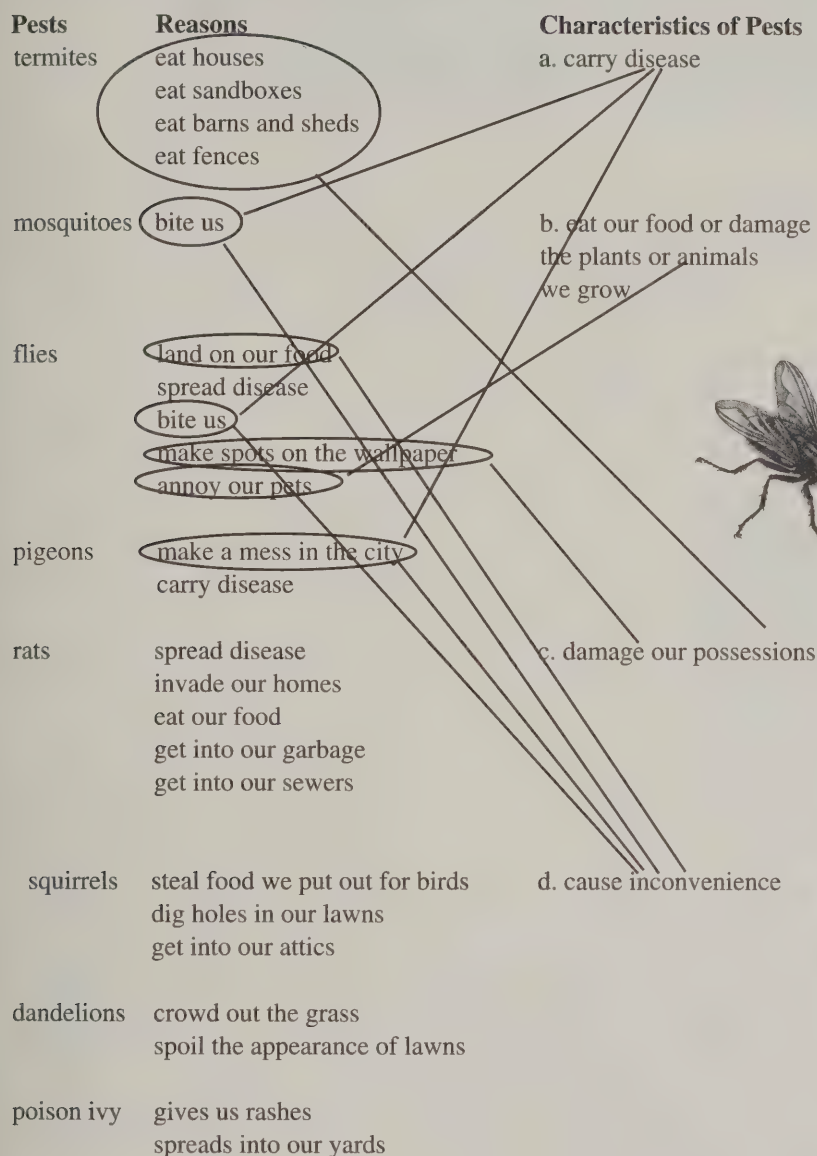 Pests Reasons Characteristics of Pests
termites eat houses a. carry disease
eat sandboxes
eat barns and sheds
eat fences
mosquitoes bite us b. eat our food or damage
the plants or animals
we grow
flies land on our food
spread disease
bite us
make spots on the wallpaper
annoy our pets
pigeons make a mess in the city
carry disease
rats spread disease c. damage our possessions
invade our homes
eat our food
get into our garbage
get into our sewers
squirrels steal food we put out for birds d. cause inconvenience
dig holes in our lawns
get into our attics
dandelions crowd out the grass
spoil the appearance of lawns
poison ivy gives us rashes
spreads into our yards